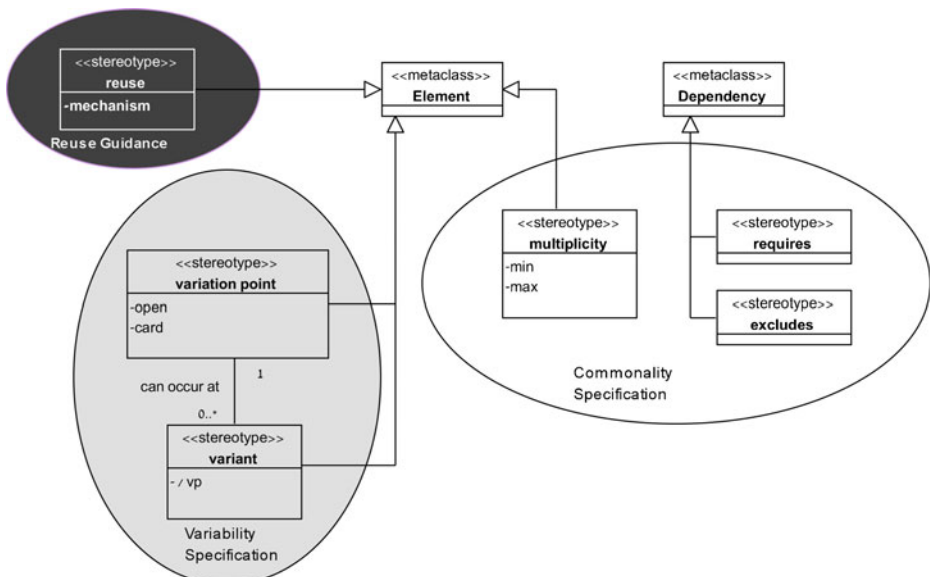 <<stereotype>>
reuse
-mechanism
Reuse Guidance
<<metaclass>>
Element
<<metaclass>>
Dependency
<<stereotype>>
variation point
-open
-card
can occur at
1
0..*
<<stereotype>>
variant
- / vp
Variability
Specification
<<stereotype>>
multiplicity
-min
-max
<<stereotype>>
requires
<<stereotype>>
excludes
Commonality
Specification